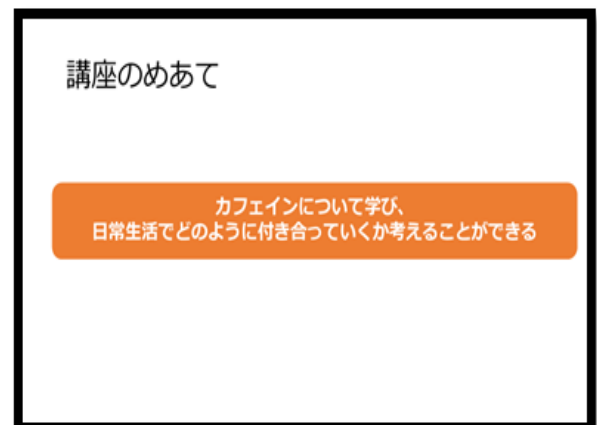 講座のめあて
カフェインについて学び、
日常生活でどのように付き合っていくか考えることができる